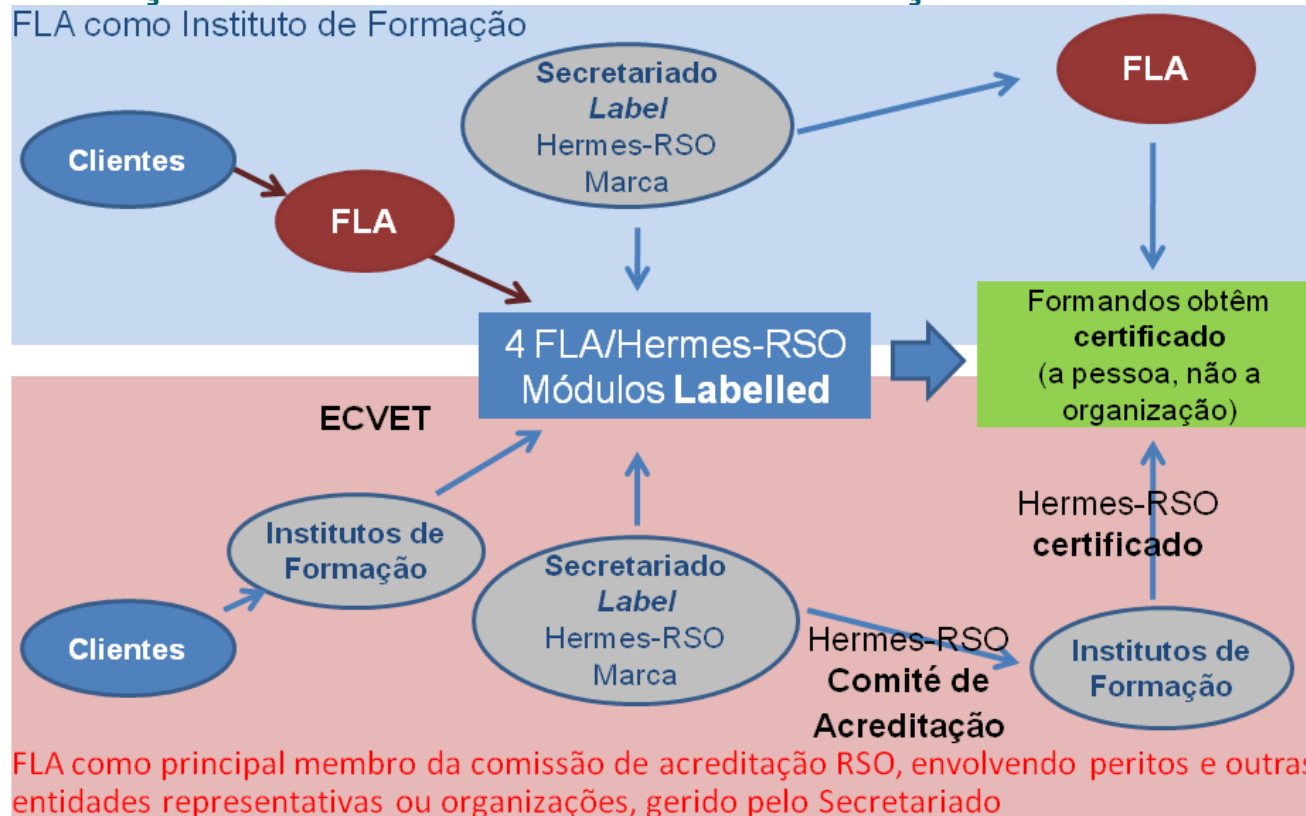 FLA como Instituto de Formação
Secretariado
Label
Hermes-RSO
Marca
FLA
Clientes
FLA
4 FLA/Hermes-RSO
Módulos Labelled
Formandos obtêm
certificado
(a pessoa, não a
organização)
ECVET
Institutos de
Formação
Hermes-RSO
certificado
Secretariado
Label
Hermes-RSO
Marca
Clientes
Hermes-RSO
Comité de
Acreditação
Institutos de
Formação
FLA como principal membro da comissão de acreditação RSO, envolvendo peritos e outras
entidades representativas ou organizações, gerido pelo Secretariado